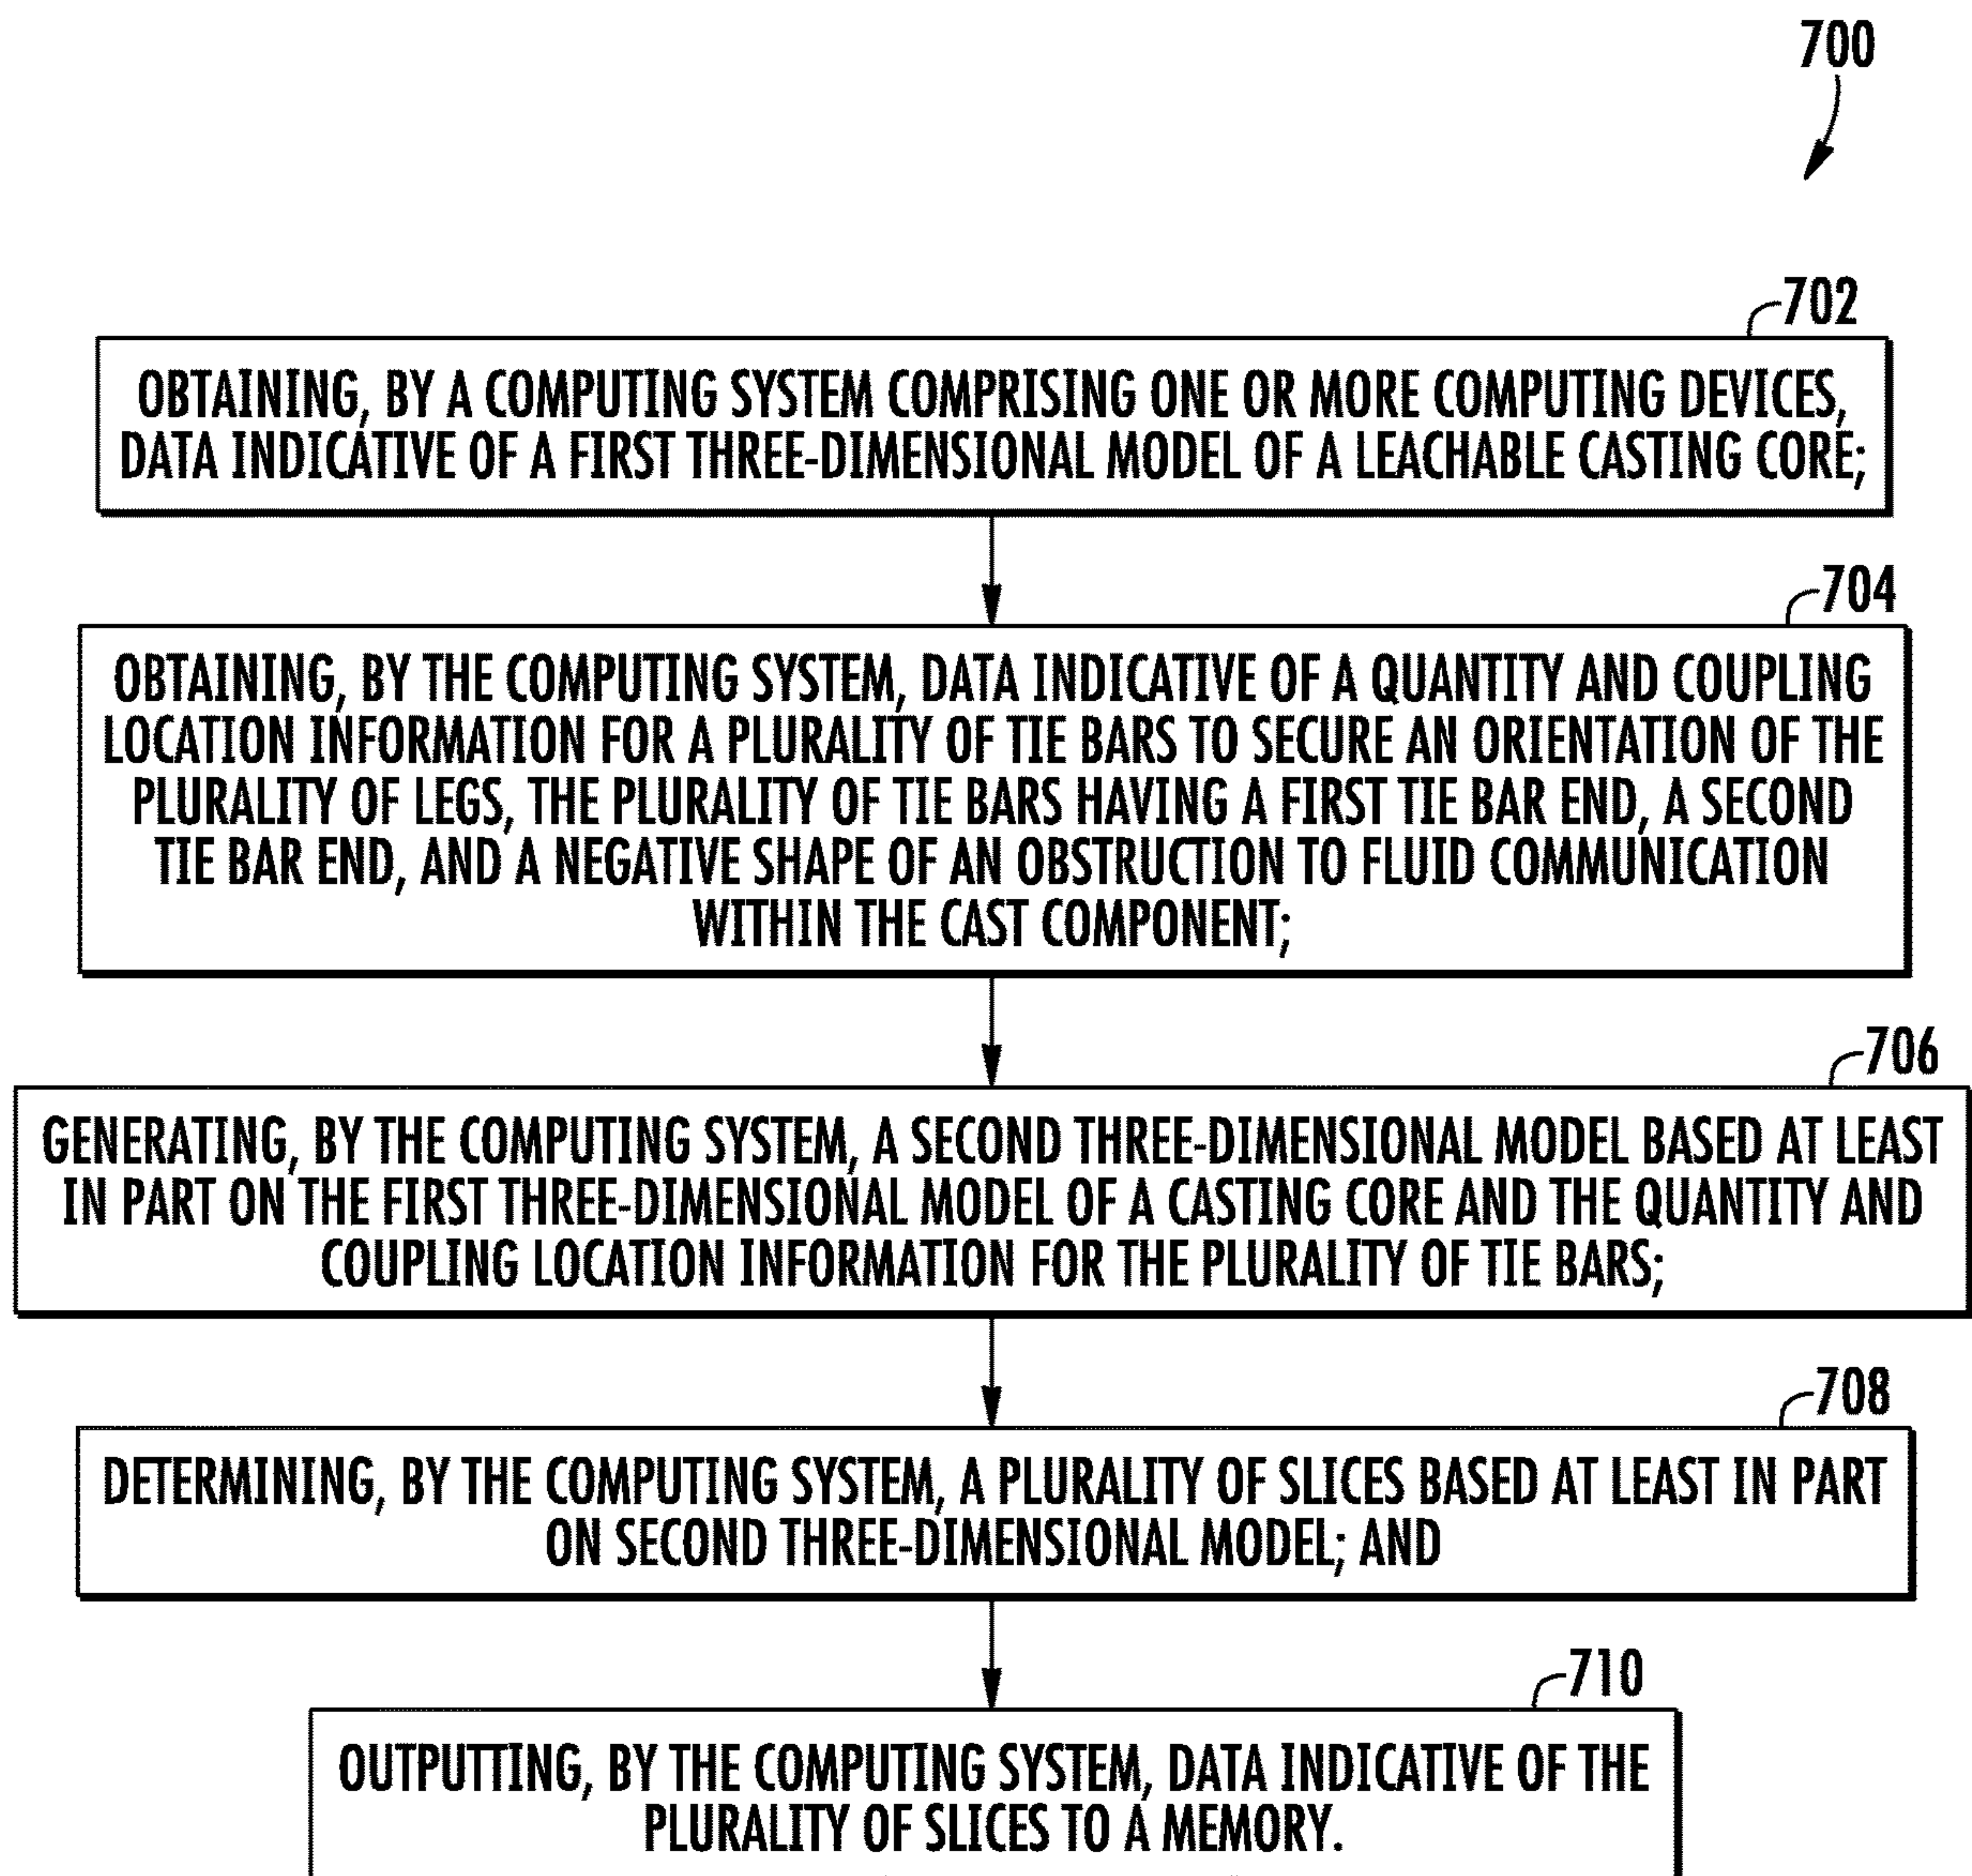 700
702
OBTAINING, BY A COMPUTING SYSTEM COMPRISING ONE OR MORE COMPUTING DEVICES,
DATA INDICATIVE OF A FIRST THREE-DIMENSIONAL MODEL OF A LEACHABLE CASTING CORE;
704
OBTAINING, BY THE COMPUTING SYSTEM, DATA INDICATIVE OF A QUANTITY AND COUPLING
LOCATION INFORMATION FOR A PLURALITY OF TIE BARS TO SECURE AN ORIENTATION OF THE
PLURALITY OF LEGS, THE PLURALITY OF TIE BARS HAVING A FIRST TIE BAR END, A SECOND
TIE BAR END, AND A NEGATIVE SHAPE OF AN OBSTRUCTION TO FLUID COMMUNICATION
WITHIN THE CAST COMPONENT;
706
GENERATING, BY THE COMPUTING SYSTEM, A SECOND THREE-DIMENSIONAL MODEL BASED AT LEAST
IN PART ON THE FIRST THREE-DIMENSIONAL MODEL OF A CASTING CORE AND THE QUANTITY AND
COUPLING LOCATION INFORMATION FOR THE PLURALITY OF TIE BARS;
708
DETERMINING, BY THE COMPUTING SYSTEM, A PLURALITY OF SLICES BASED AT LEAST IN PART
ON SECOND THREE-DIMENSIONAL MODEL; AND
710
OUTPUTTING, BY THE COMPUTING SYSTEM, DATA INDICATIVE OF THE
PLURALITY OF SLICES TO A MEMORY.